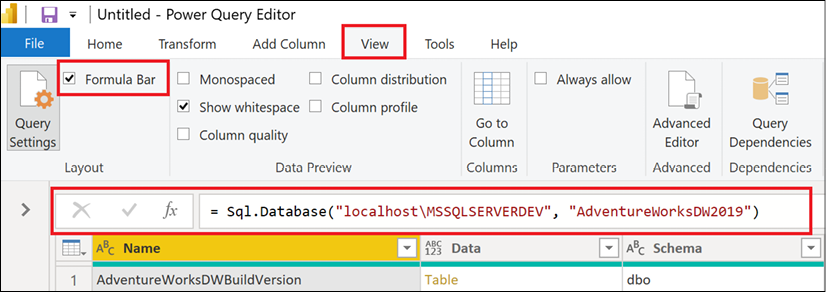 Untitled - Power Query Editor
File Home Transform Add Column View Tools Help
Formula Bar Monospaced Column distribution Always allow
Show whitespace Column profile
Query Settings Column quality Go to Column Advanced Editor Query Dependencies
Layout Data Preview Columns Parameters Advanced Dependencies
fx = Sql.Database("localhost\MSSQLSERVERDEV", "AdventureWorksDW2019")
ABC Name ABC 123 Data ABC Schema
1 AdventureWorksDWBuildVersion Table dbo